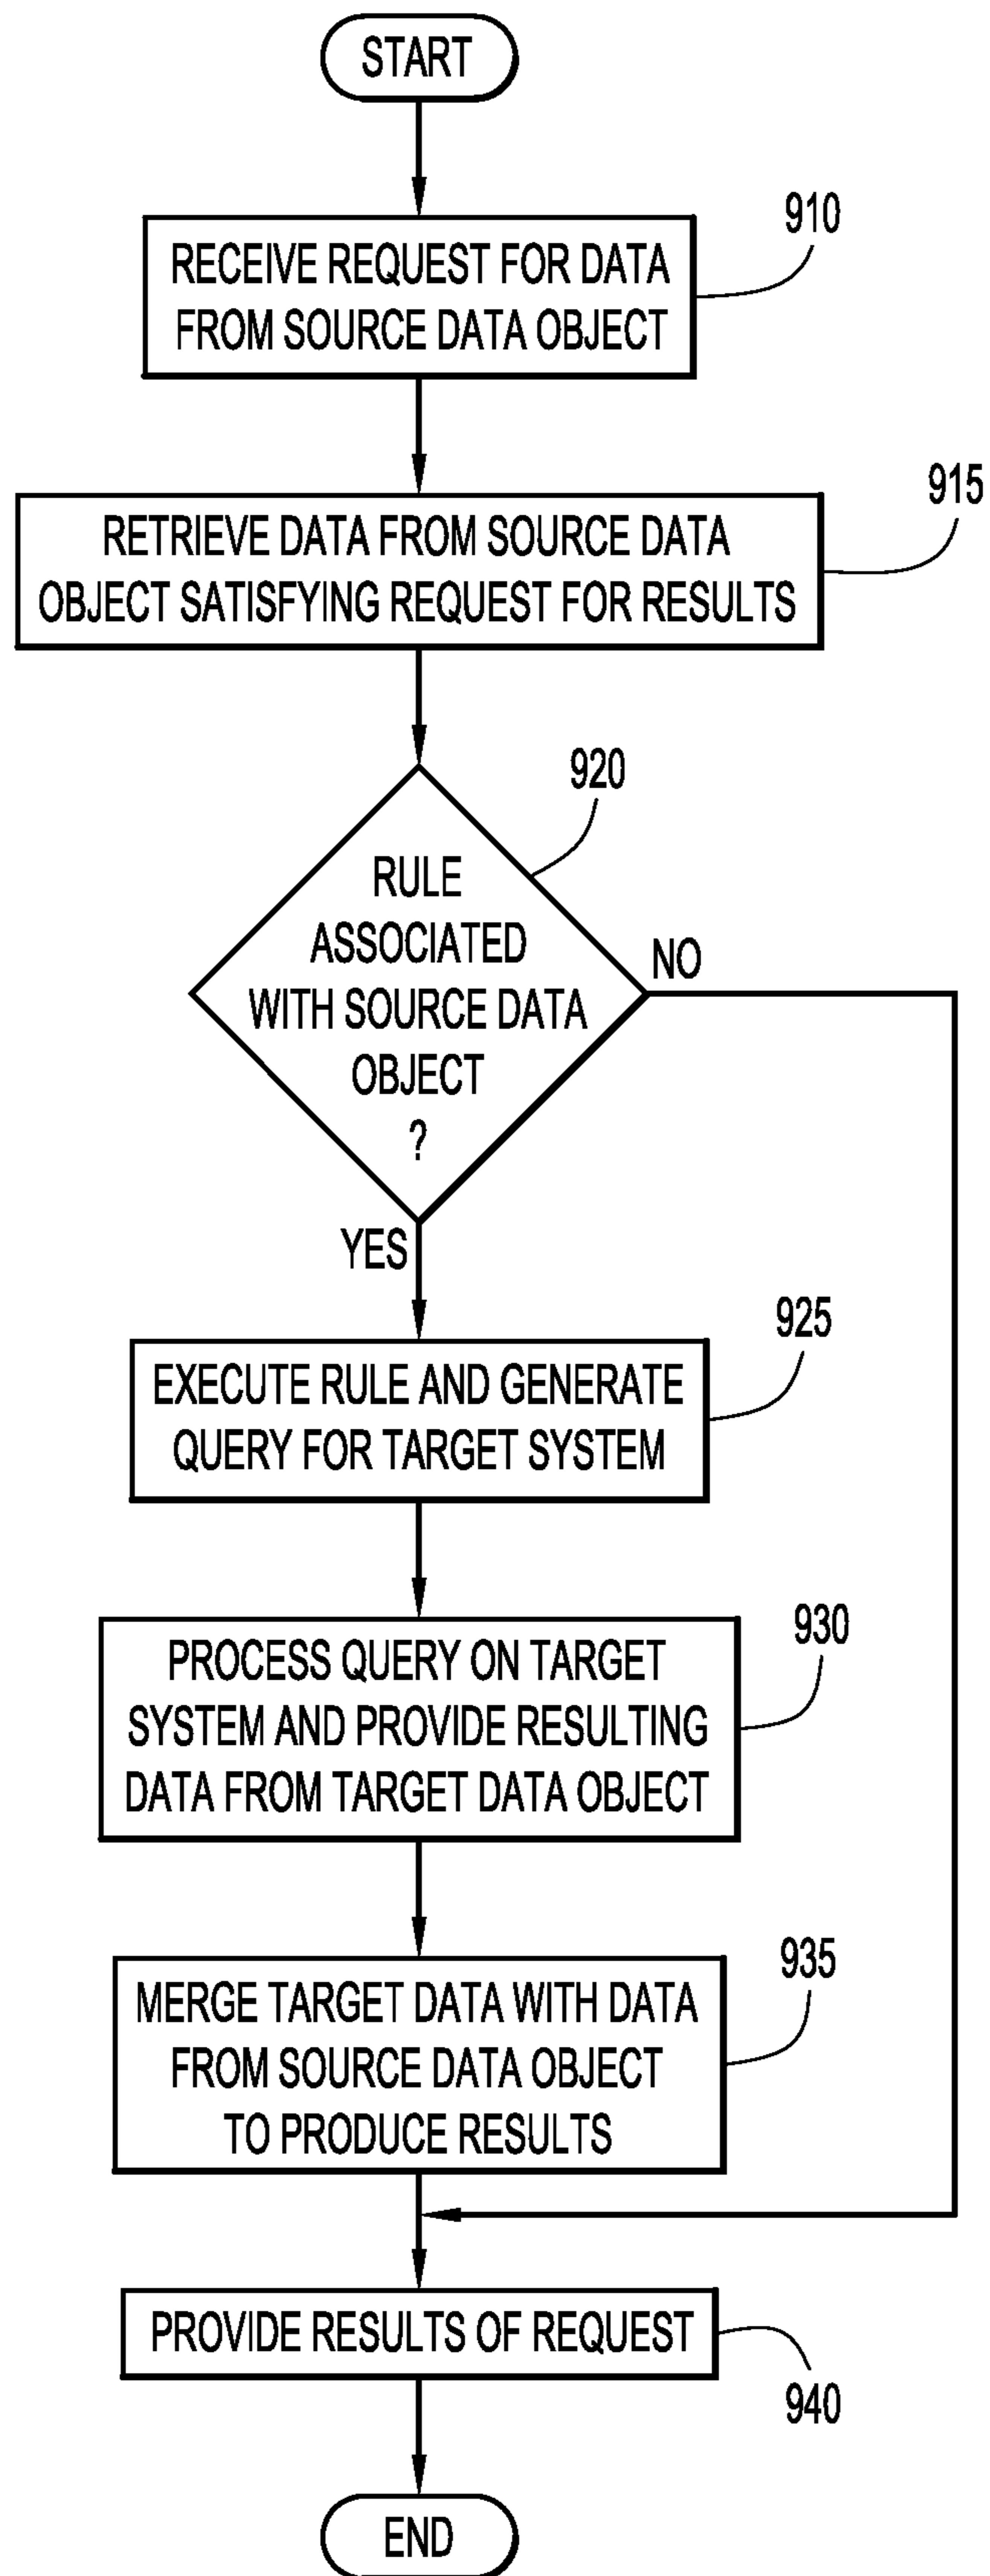 START
910
RECEIVE REQUEST FOR DATA
FROM SOURCE DATA OBJECT
915
RETRIEVE DATA FROM SOURCE DATA
OBJECT SATISFYING REQUEST FOR RESULTS
920
RULE
ASSOCIATED
WITH SOURCE DATA
OBJECT
?
NO
YES
925
EXECUTE RULE AND GENERATE
QUERY FOR TARGET SYSTEM
930
PROCESS QUERY ON TARGET
SYSTEM AND PROVIDE RESULTING
DATA FROM TARGET DATA OBJECT
935
MERGE TARGET DATA WITH DATA
FROM SOURCE DATA OBJECT
TO PRODUCE RESULTS
PROVIDE RESULTS OF REQUEST
940
END